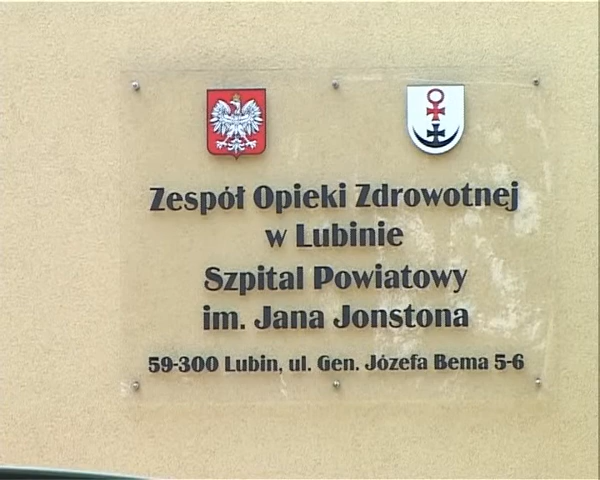 Zespół Opieki Zdrowotnej
w Lubinie
Szpital Powiatowy
im. Jana Jonstona
59-300 Lubin, ul. Gen. Józefa Bema 5-6